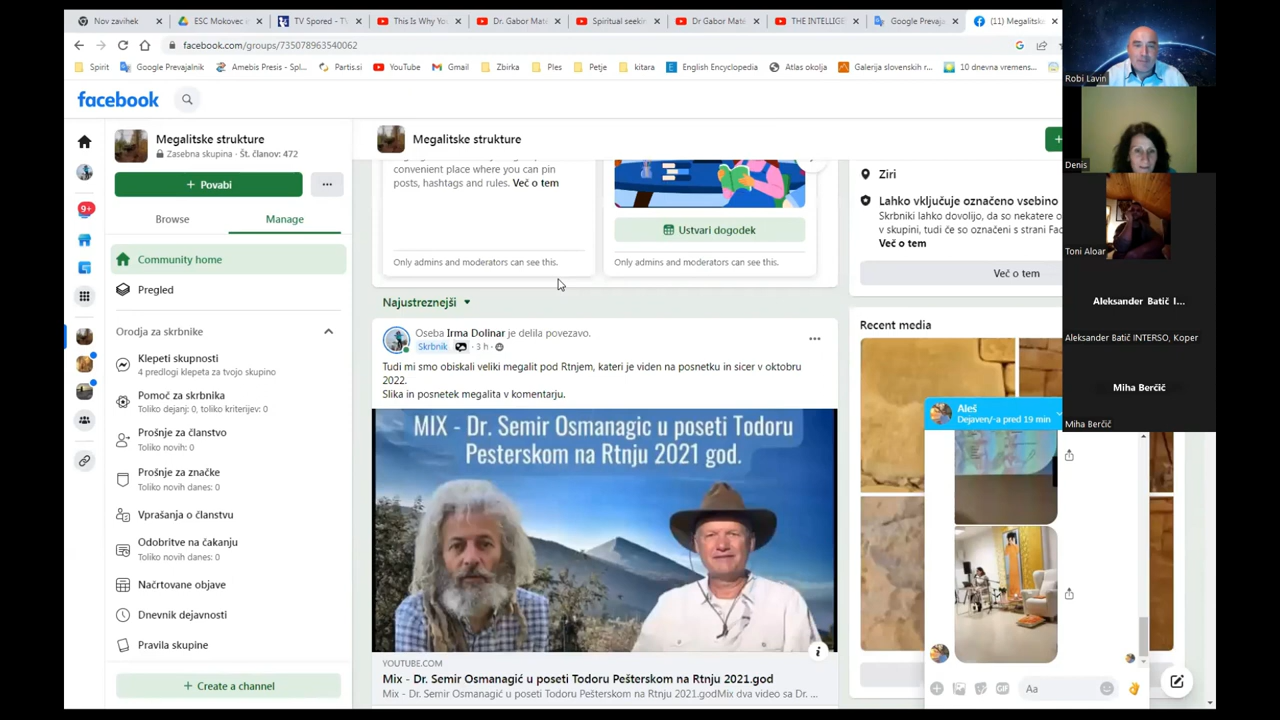 Nov zavihek
ESC Mokovec in
TV Spored - TV
This Is Why Yo
Dr. Gabor Mate
Spiritual seekin
Dr Gabor Maté
THE INTELLIGE
Google Prevaja
(11) Megalitska
facebook.com/groups/735078963540062
Spirit
Google Prevajalnik
Amebis Presis - Spl...
Partis.si
YouTube
Gmail
Zbirka
Ples
Petje
kitara
English Encyclopedia
Atlas okolja
Galerija slovenskih r...
10 dnevna vremens...
facebook
Megalitske strukture
Zasebna skupina · Št. članov: 472
+ Povabi
Browse
Manage
Community home
Pregled
Orodja za skrbnike
Klepeti skupnosti
4 predlogi klepeta za tvojo skupino
Pomoč za skrbnika
Toliko dejanj: 0, toliko kriterijev: 0
Prošnje za članstvo
Toliko novih: 0
Prošnje za značke
Toliko novih danes: 0
Vprašanja o članstvu
Odobritve na čakanju
Toliko novih danes: 0
Načrtovane objave
Dnevnik dejavnosti
Pravila skupine
+ Create a channel
9+
Megalitske strukture
convenient place where you can pin
posts, hashtags and rules. Več o tem
Only admins and moderators can see this.
Ustvari dogodek
Only admins and moderators can see this.
Najustreznejši
Oseba Irma Dolinar je delila povezavo.
Skrbnik · 3 h ·
Tudi mi smo obiskali veliki megalit pod Rtnjem, kateri je viden na posnetku in sicer v oktobru
2022.
Slika in posnetek megalita v komentarju.
MIX - Dr. Semir Osmanagic u poseti Todoru
Pesterskom na Rtnju 2021 god.
YOUTUBE.COM
Mix - Dr. Semir Osmanagić u poseti Todoru Pešterskom na Rtnju 2021.god
Mix - Dr. Semir Osmanagić u poseti Todoru Pešterskom na Rtnju 2021.godMix dva video sa Dr. ...
Ziri
Lahko vključuje označeno vsebino
Skrbniki lahko dovolijo, da so nekatere o
v skupini, tudi če so označeni s strani Fac
Več o tem
Več o tem
Recent media
Aleš
Dejaven/-a pred 19 min
Aa
Robi Lavin
Denis
Toni Aloar
Aleksander Batič I...
Aleksander Batič INTERSO, Koper
Miha Berčič
Miha Berčič